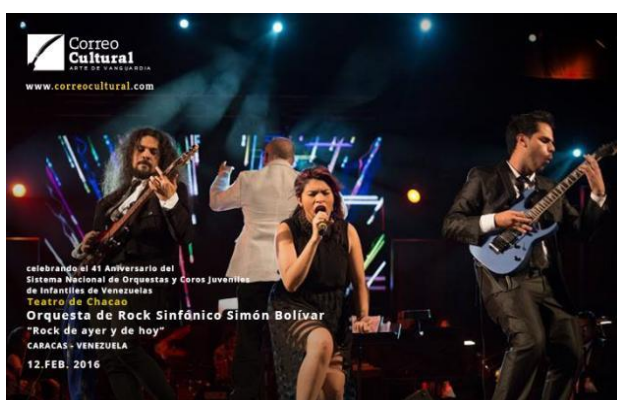 Correo
Cultural
ARTE DE VANGUARDIA
www.correocultural.com
celebrando el 41 Aniversario del
Sistema Nacional de Orquestas y Coros Juveniles
de Infantiles de Venezuelas
Teatro de Chacao
Orquesta de Rock Sinfónico Simón Bolívar
"Rock de ayer y de hoy"
CARACAS - VENEZUELA
12.FEB. 2016